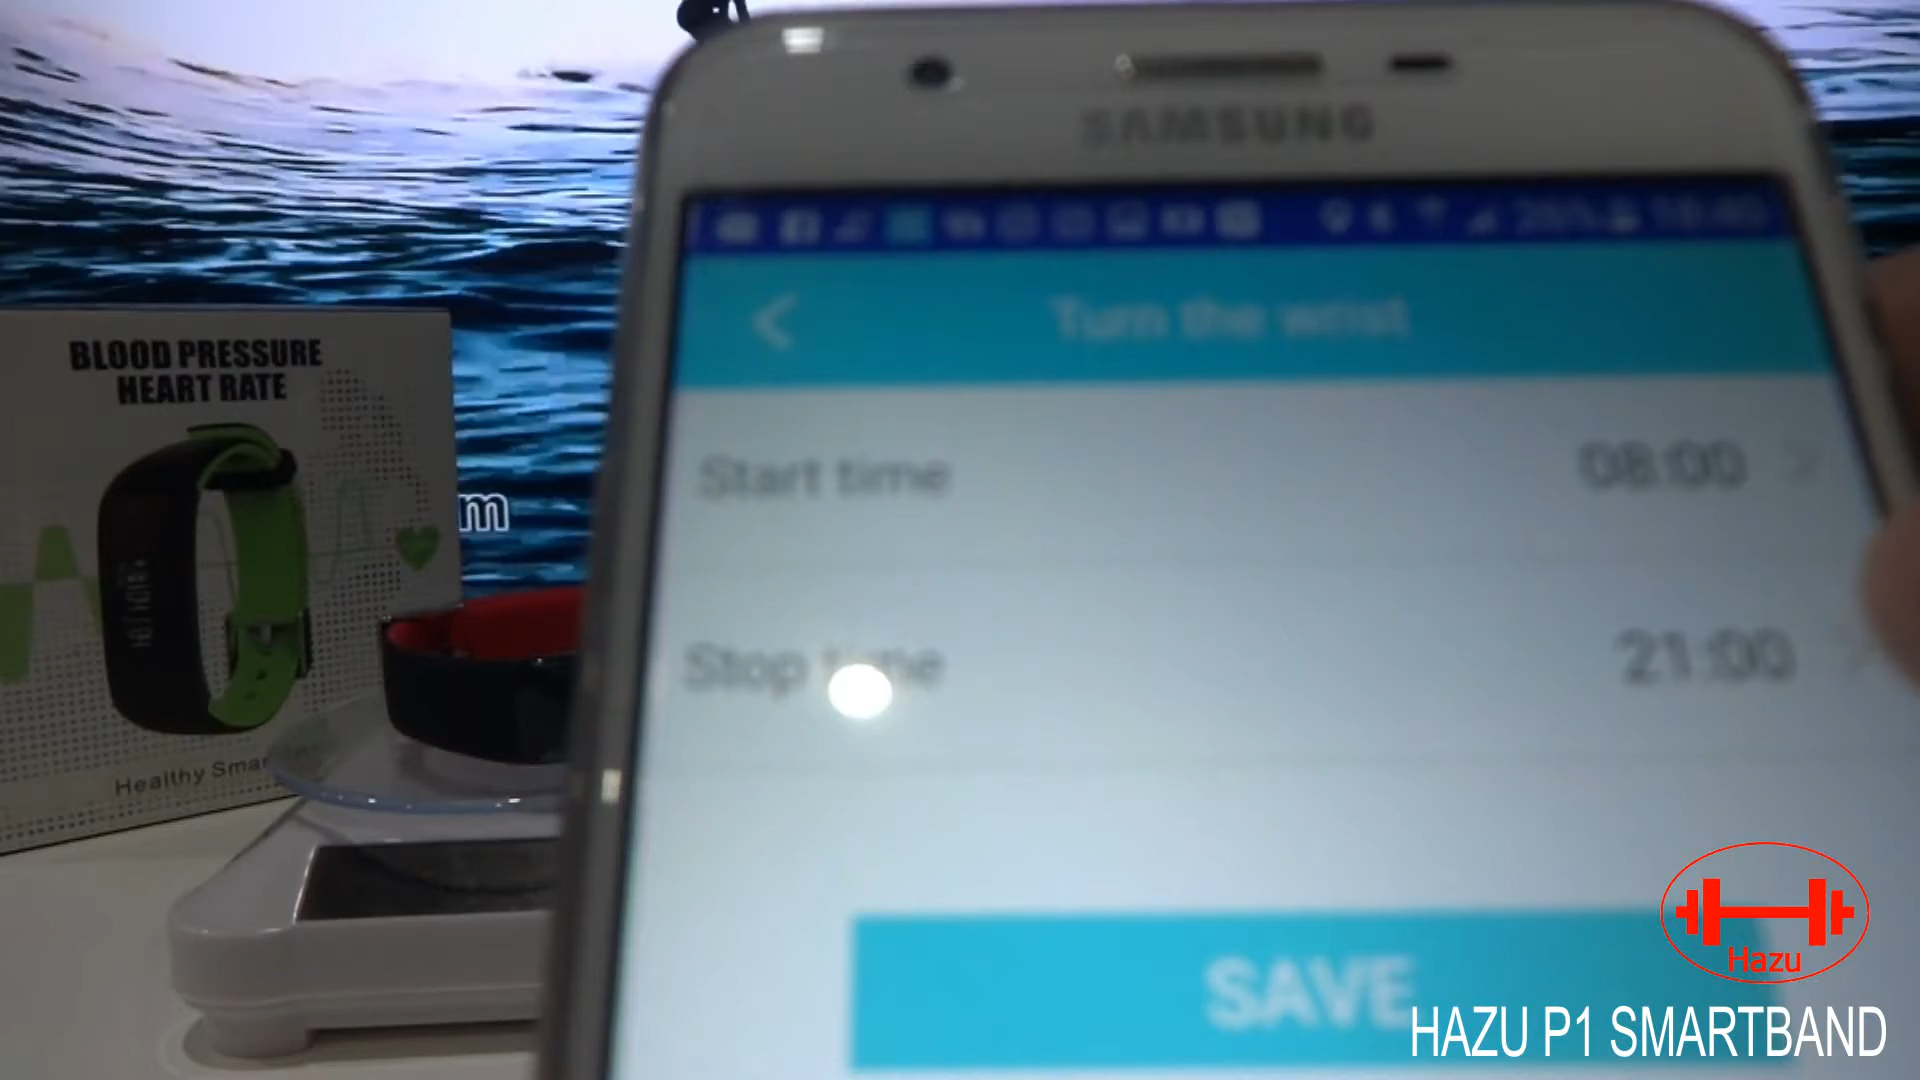 BLOOD PRESSURE
HEART RATE
Healthy Smar
m
SAMSUNG
Turn the wrist
Start time 08:00
Stop time 21:00
SAVE
Hazu
HAZU P1 SMARTBAND